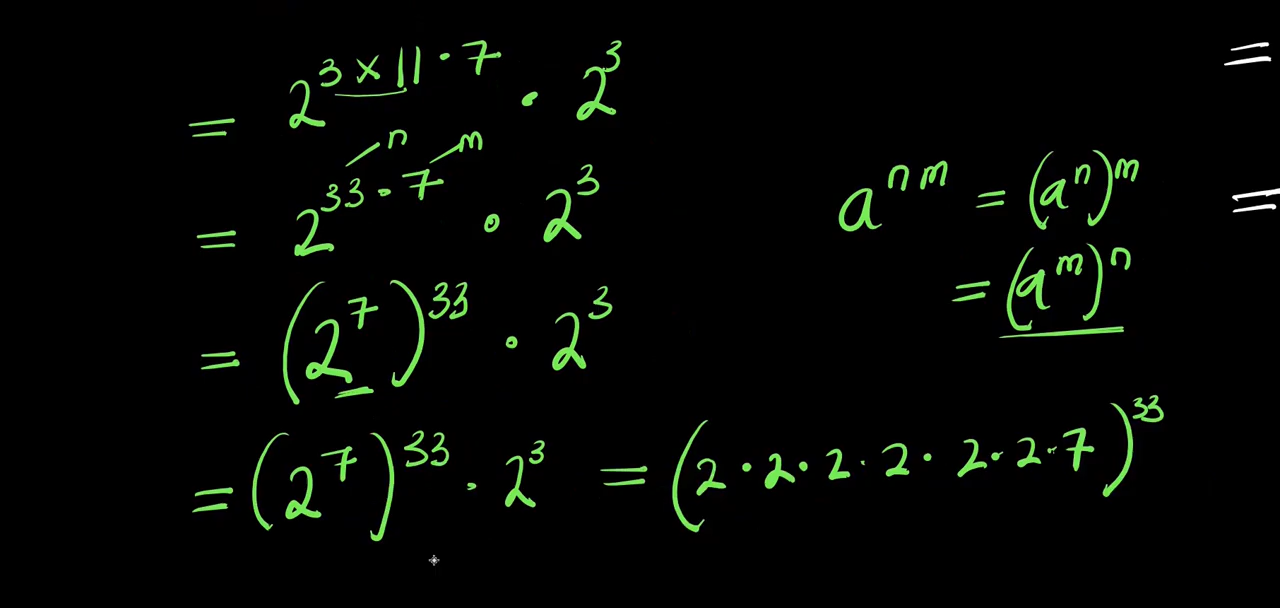 = 2^{3 × 11 · 7} · 2^3
= 2^{33 · 7} · 2^3
n m
= (2^7)^{33} · 2^3
= (2^7)^{33} · 2^3 = (2 · 2 · 2 · 2 · 2 · 2 · 7)^{33}
a^{nm} = (a^n)^m
= (a^m)^n
=
=